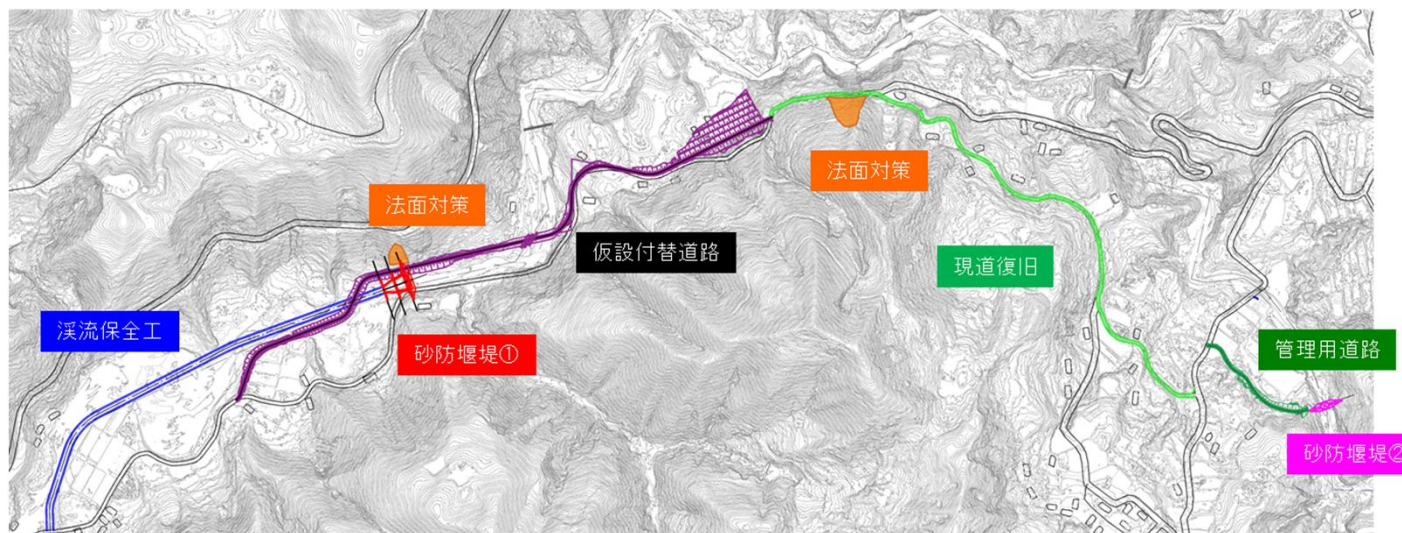 法面対策
法面対策
仮設付替道路
現道復旧
渓流保全工
砂防堰堤①
管理用道路
砂防堰堤②